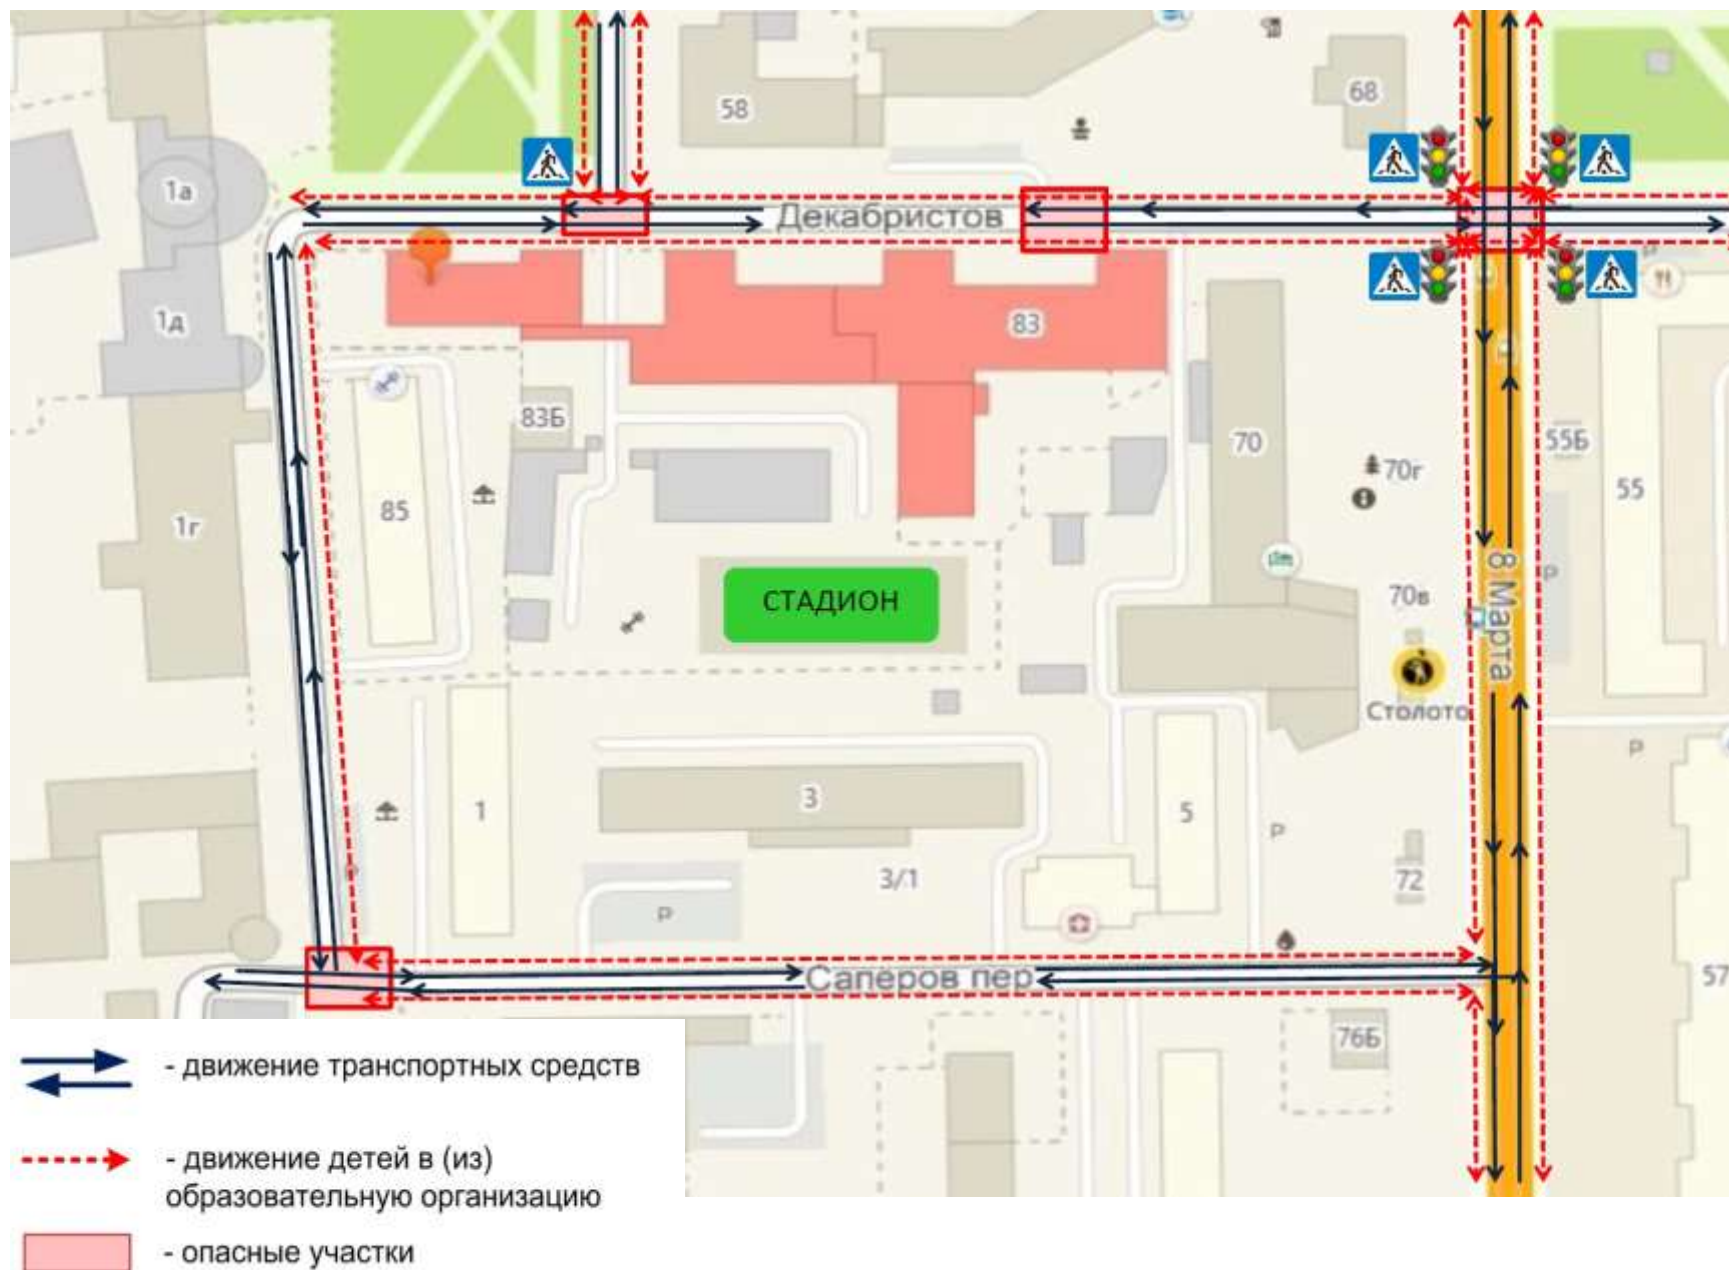 58
68
1а
Декабристов
1д
83
83Б
70
55Б
70г
55
85
1г
СТАДИОН
8 Марта
Р
70в
Столото
Р
1
3
5
Р
3/1
72
Р
57
Саперов пер
76Б
- движение транспортных средств
- движение детей в (из)
образовательную организацию
- опасные участки